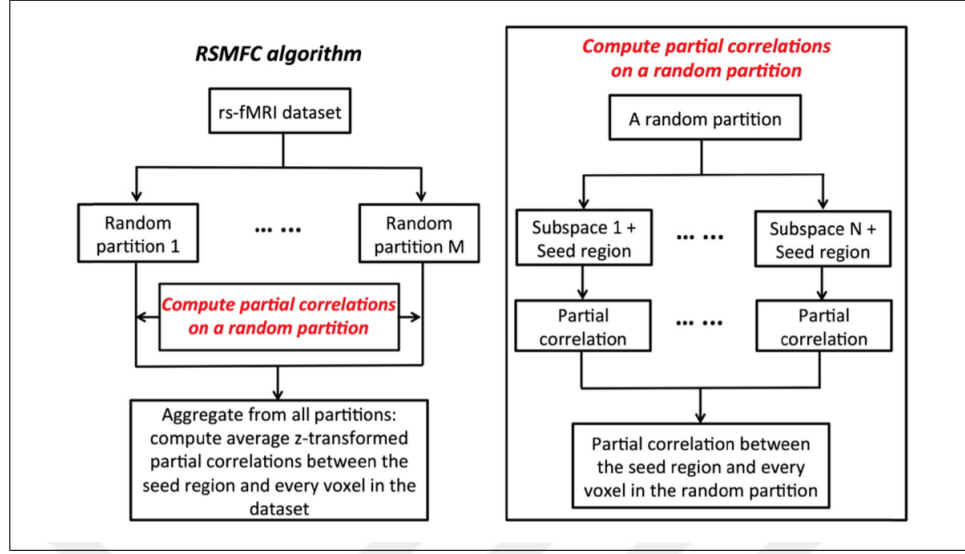 RSMFC algorithm
rs-fMRI dataset
Random
partition 1
... ...
Random
partition M
Compute partial correlations
on a random partition
Aggregate from all partitions:
compute average z-transformed
partial correlations between the
seed region and every voxel in the
dataset
Compute partial correlations
on a random partition
A random partition
Subspace 1 +
Seed region
... ...
Subspace N +
Seed region
Partial
correlation
... ...
Partial
correlation
Partial correlation between
the seed region and every
voxel in the random partition